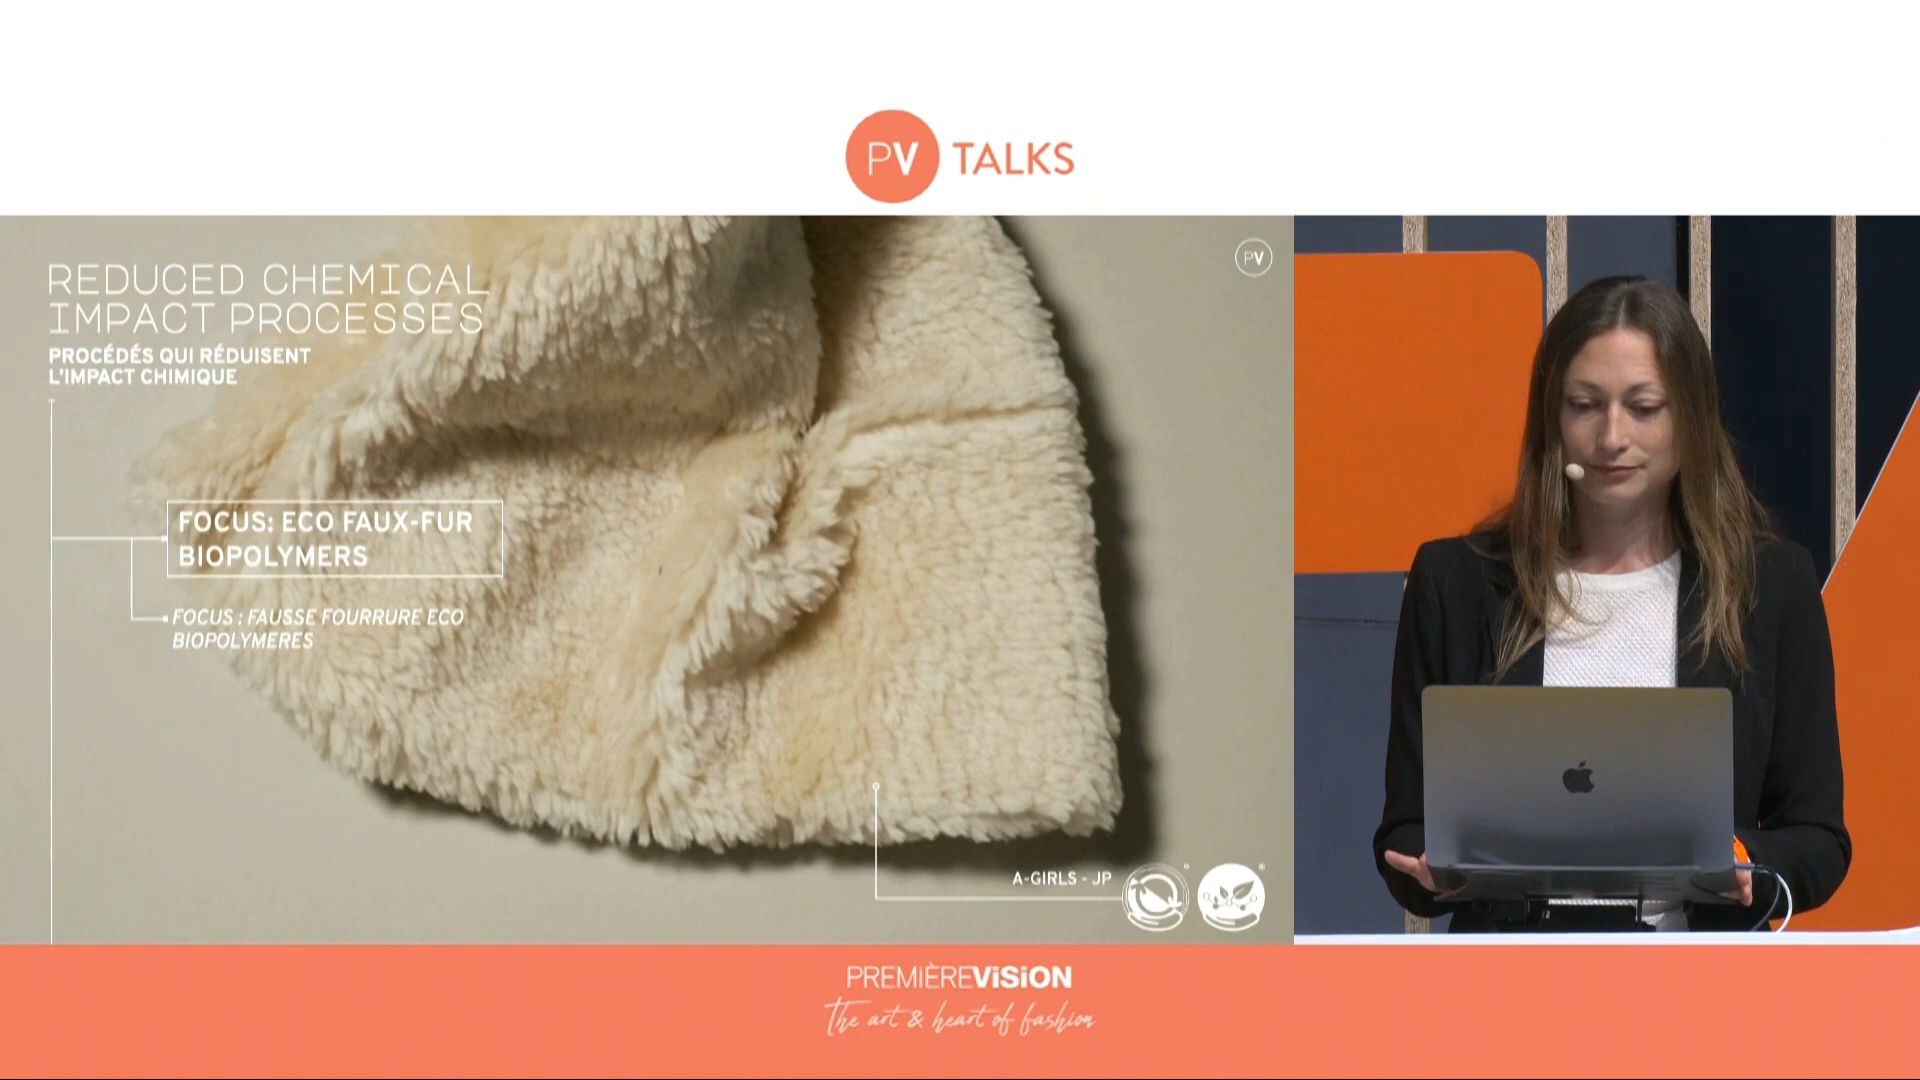 PV TALKS
REDUCED CHEMICAL
IMPACT PROCESSES
PROCÉDÉS QUI RÉDUISENT
L'IMPACT CHIMIQUE
PV
FOCUS: ECO FAUX-FUR
BIOPOLYMERS
FOCUS : FAUSSE FOURRURE ECO
BIOPOLYMERES
A-GIRLS - JP
PREMIÈREViSiON
The art & heart of fashion